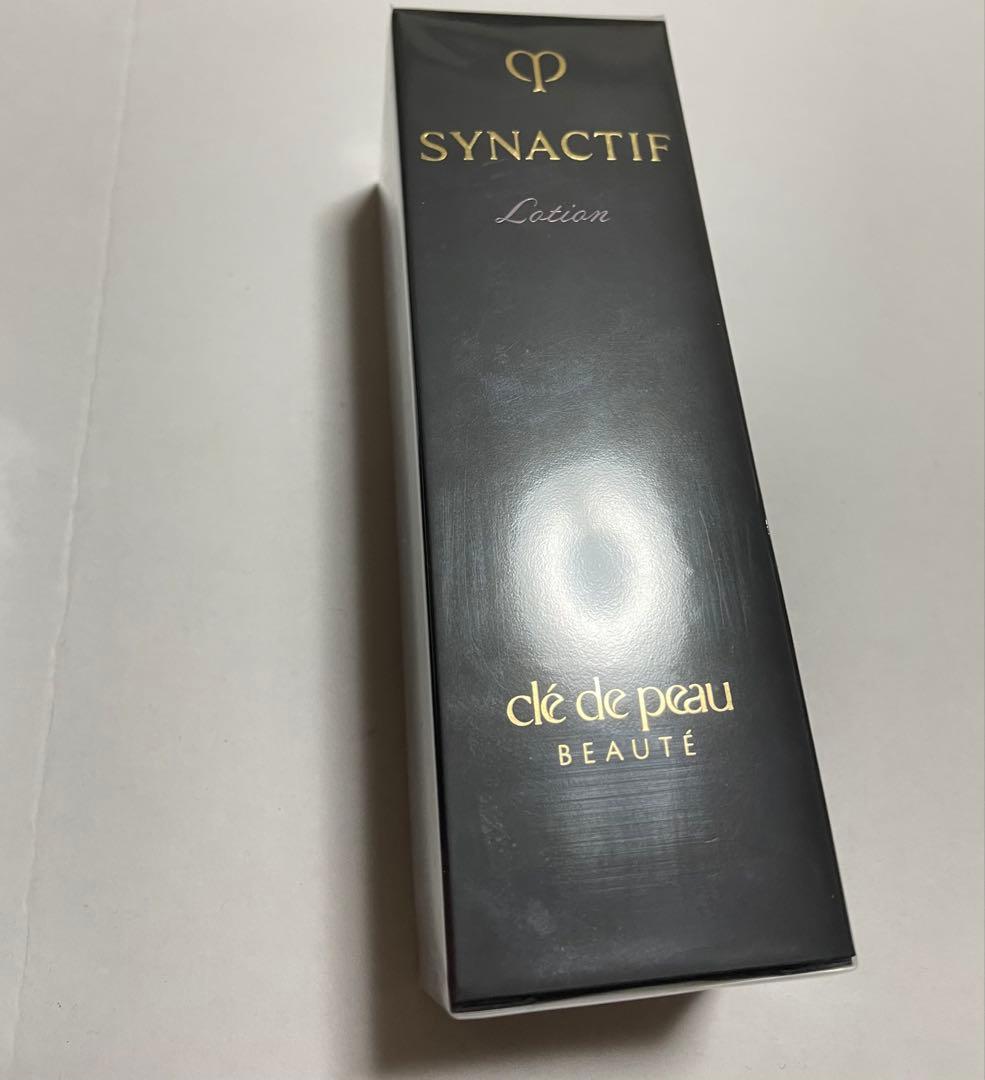 SYNACTIF
Lotion
clé de peau
BEAUTÉ